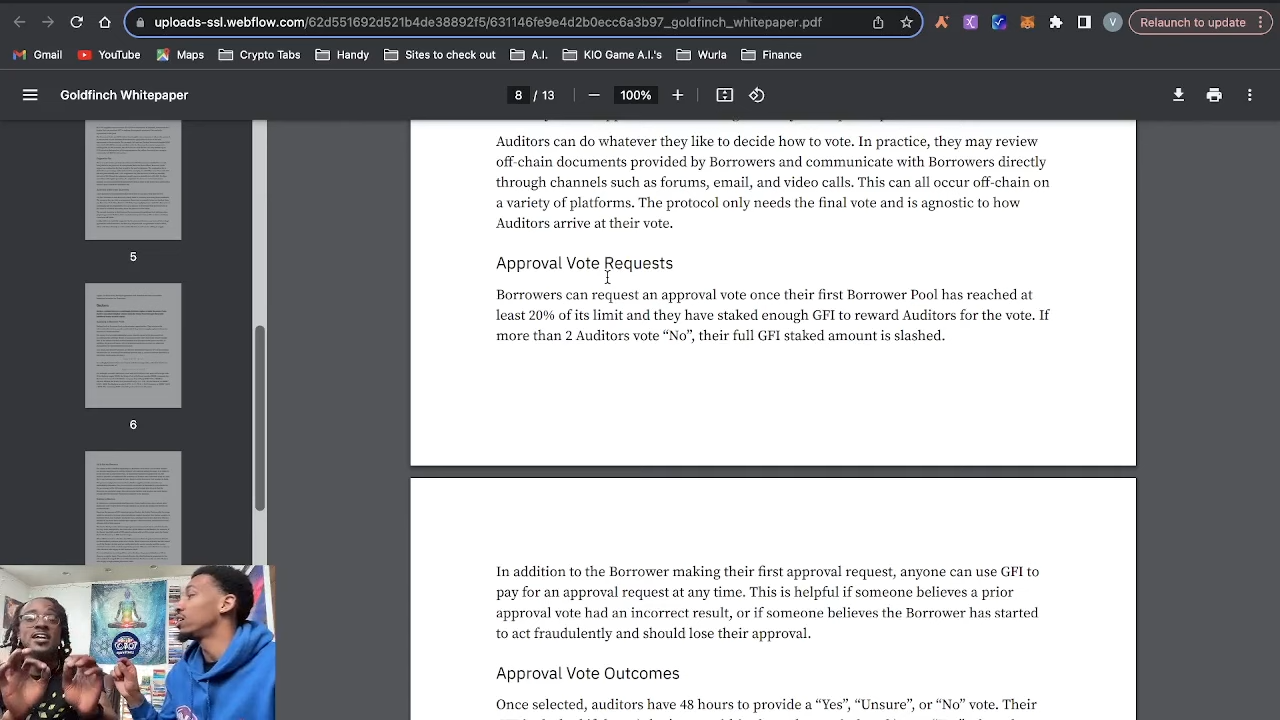 uploads-ssl.webflow.com/62d551692d521b4de38892f5/631146fe9e4d2b0ecc6a3b97_goldfinch_whitepaper.pdf
V
Relaunch to update
Gmail
YouTube
Maps
Crypto Tabs
Handy
Sites to check out
A.I.
KIO Game A.I.'s
Wurla
Finance
Goldfinch Whitepaper
8 / 13
100%
Auditors can do whatever they like to decide how to vote. In practice, they may review
off-chain documents provided by Borrowers and communicate with Borrowers directly
through channels such as forums, email, and video calls. This can all occur off-chain on
a variety of platforms. The protocol only needs the final vote and is agnostic to how
Auditors arrive at their vote.
Approval Vote Requests
Borrowers can request an approval vote once their first Borrower Pool has reached at
least 20% of its limit and they have staked enough GFI to reward Auditors for the vote. If
more than 2 auditors vote “No”, their full GFI staked amount is slashed.
5
6
In addition to the Borrower making their first approval request, anyone can use GFI to
pay for an approval request at any time. This is helpful if someone believes a prior
approval vote had an incorrect result, or if someone believes the Borrower has started
to act fraudulently and should lose their approval.
Approval Vote Outcomes
Once selected, auditors have 48 hours to provide a “Yes”, “Unsure”, or “No” vote. Their